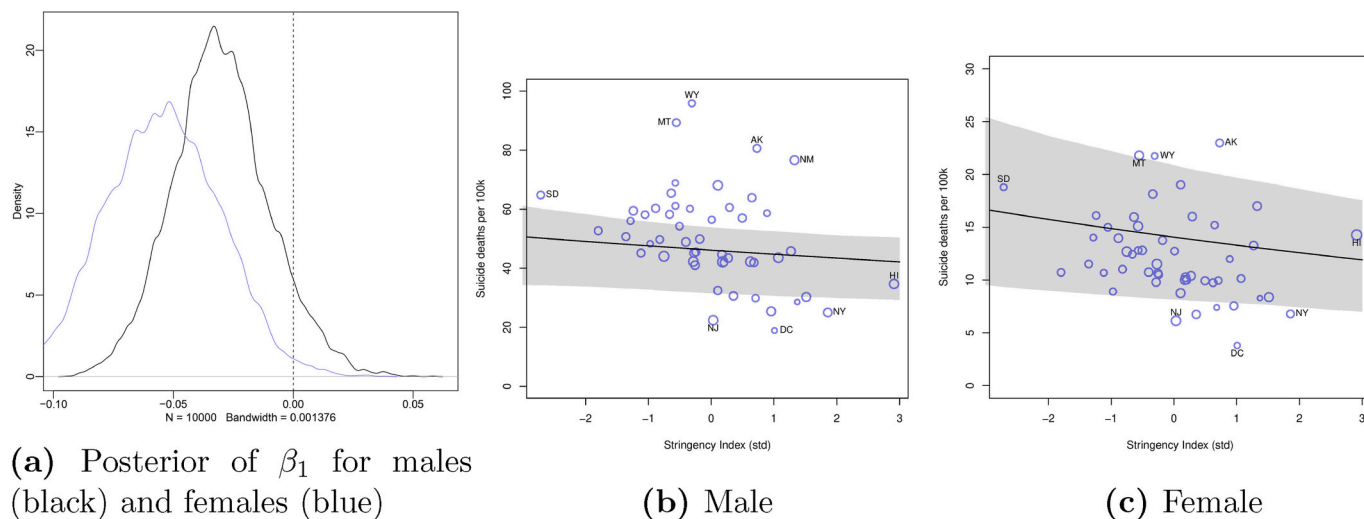 Density
20
15
10
5
0
−0.10
−0.05
0.00
0.05
N = 10000 Bandwidth = 0.001376
(a) Posterior of β₁ for males
(black) and females (blue)
Suicide deaths per 100k
100
80
60
40
20
0
WY
MT
AK
NM
SD
HI
NJ
NY
DC
−2
−1
0
1
2
3
Stringency Index (std)
(b) Male
Suicide deaths per 100k
30
25
20
15
10
5
0
AK
MT
WY
SD
HI
NJ
NY
DC
−2
−1
0
1
2
3
Stringency Index (std)
(c) Female